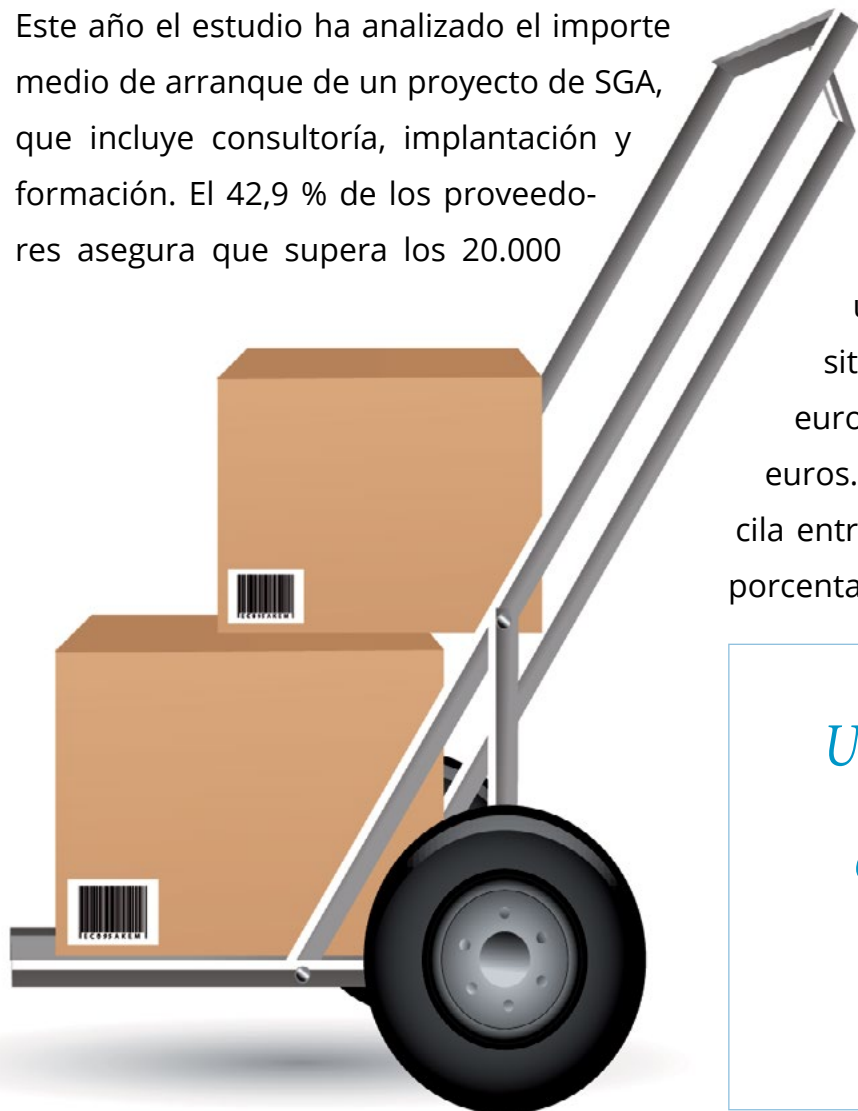 Este año el estudio ha analizado el importe
medio de arranque de un proyecto de SGA,
que incluye consultoría, implantación y
formación. El 42,9 % de los proveedo-
res asegura que supera los 20.000
sit
euro
euros.
cila entr
porcenta
U
ECB95AKEM
ECB95AKEM